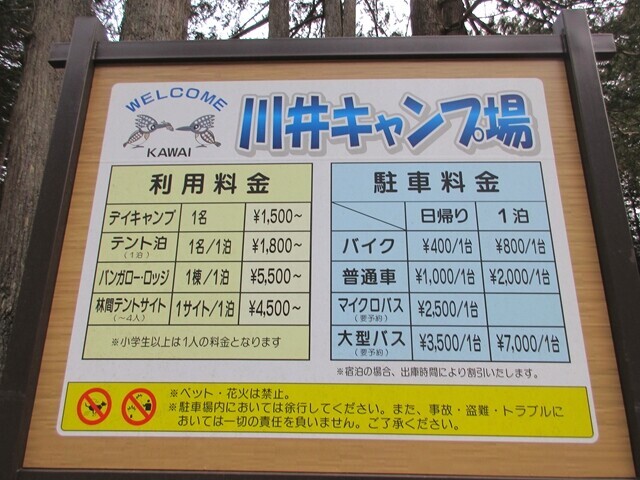 WELCOME
KAWAI
川井キャンプ場
利用料金
デイキャンプ 1名 ¥1,500～
テント泊 1名/1泊 ¥1,800～
(1泊)
バンガロー・ロッジ 1棟/1泊 ¥5,500～
林間テントサイト 1サイト/1泊 ¥4,500～
(～4人)
※小学生以上は1人の料金となります
駐車料金
日帰り 1泊
バイク ¥400/1台 ¥800/1台
普通車 ¥1,000/1台 ¥2,000/1台
マイクロバス ¥2,500/1台
(要予約)
大型バス ¥3,500/1台 ¥7,000/1台
(要予約)
※宿泊の場合、出庫時間により割引いたします。
※ペット・花火は禁止。
※駐車場内においては徐行してください。また、事故・盗難・トラブルに
おいては一切の責任を負いません。ご了承ください。